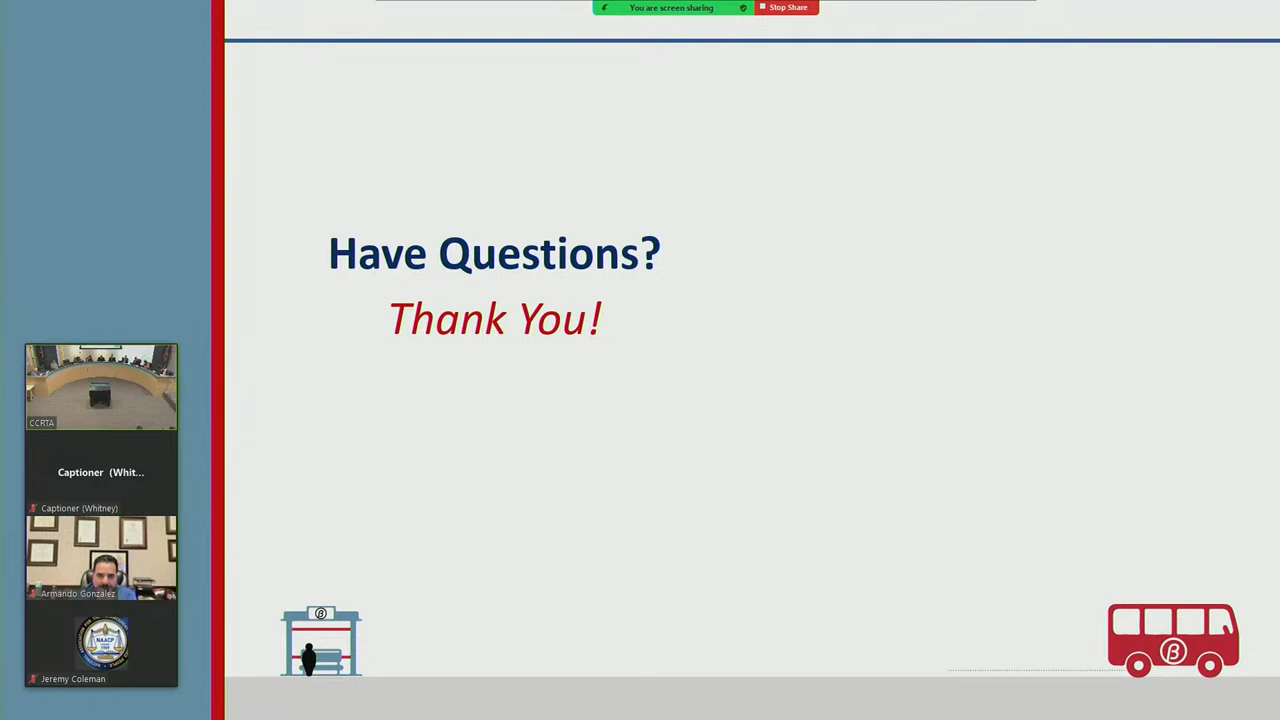 You are screen sharing
Stop Share
Have Questions?
Thank You!
CCRTA
Captioner (Whit...
Captioner (Whitney)
Armando Gonzalez
NAACP
Jeremy Coleman
β
β